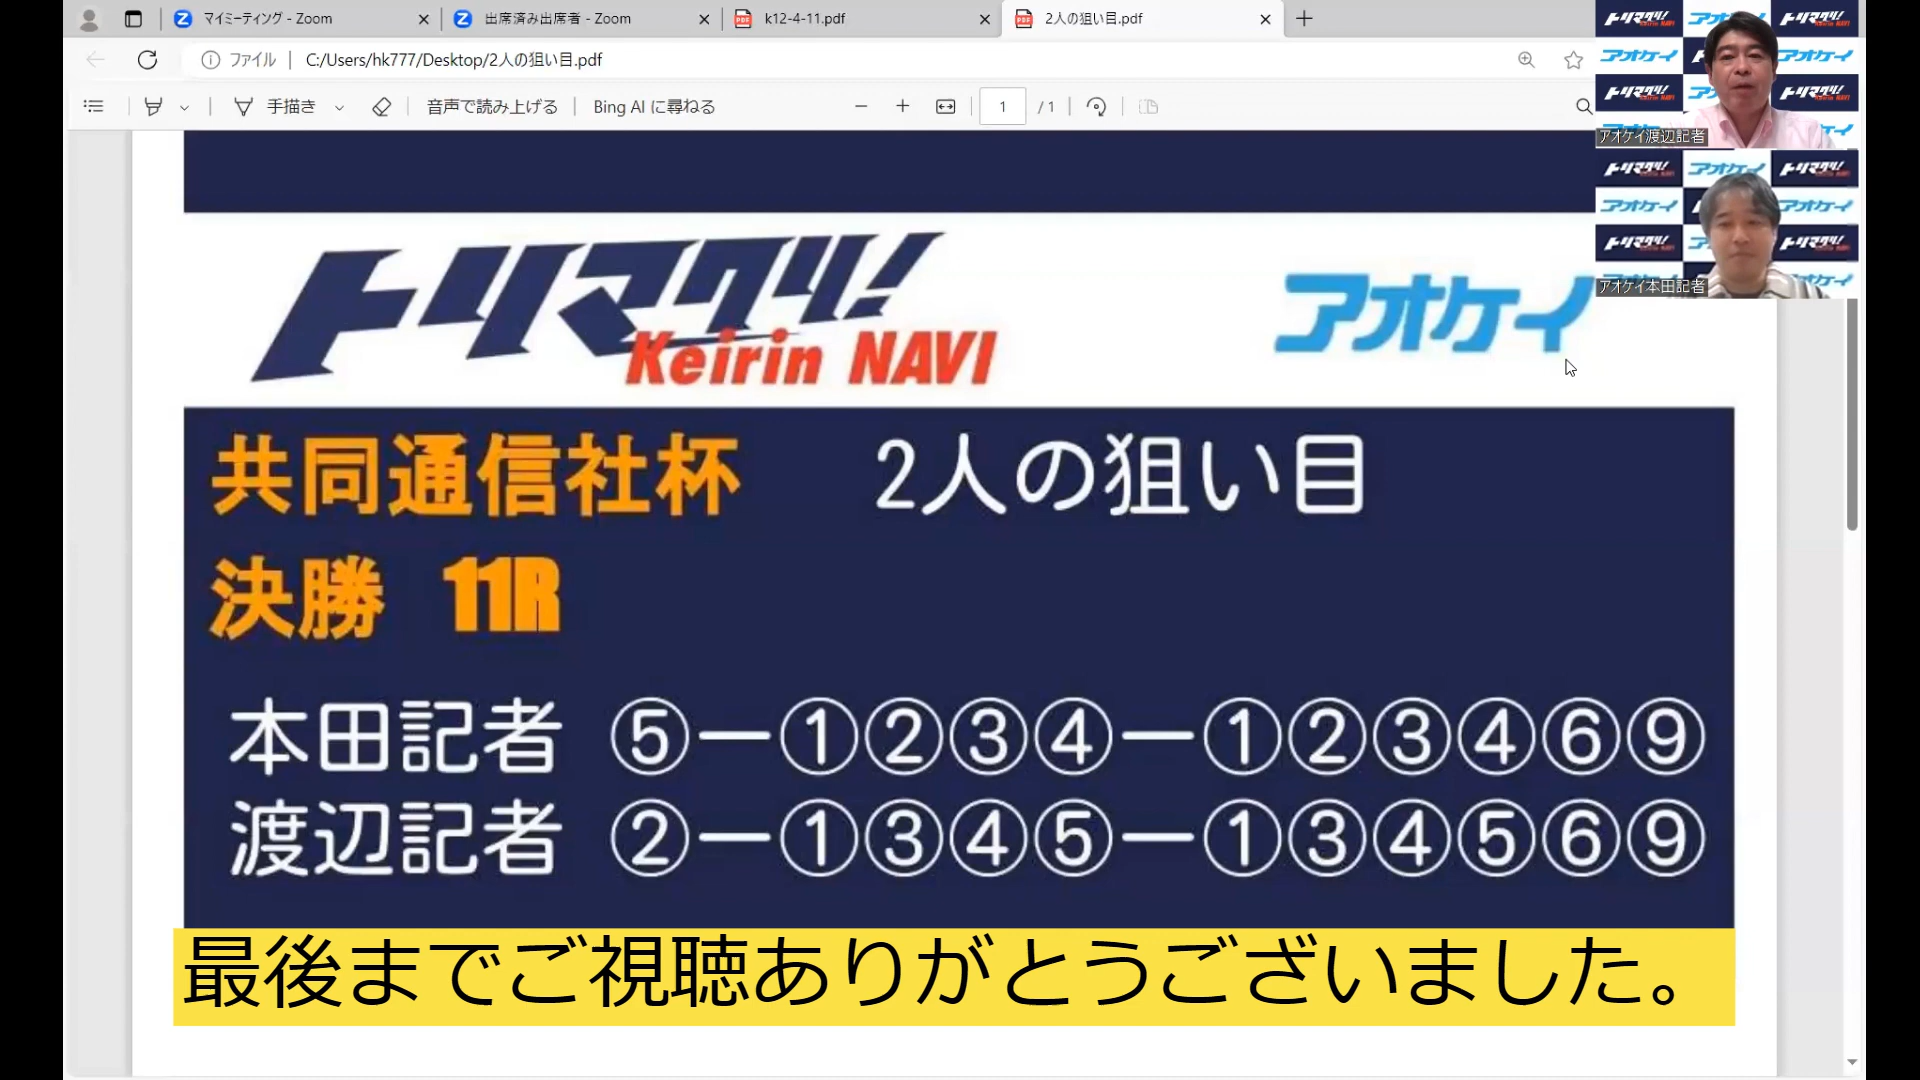 マイミーティング - Zoom
出席済み出席者 - Zoom
k12-4-11.pdf
2人の狙い目.pdf
ファイル
C:/Users/hk777/Desktop/2人の狙い目.pdf
手描き
音声で読み上げる
Bing AI に尋ねる
1
/ 1
アオケイ渡辺記者
アオケイ本田記者
トリマクリ!
Keirin NAVI
アオケイ
共同通信社杯 2人の狙い目
決勝 11R
本田記者 ⑤ー①②③④ー①②③④⑥⑨
渡辺記者 ②ー①③④⑤ー①③④⑤⑥⑨
最後までご視聴ありがとうございました。